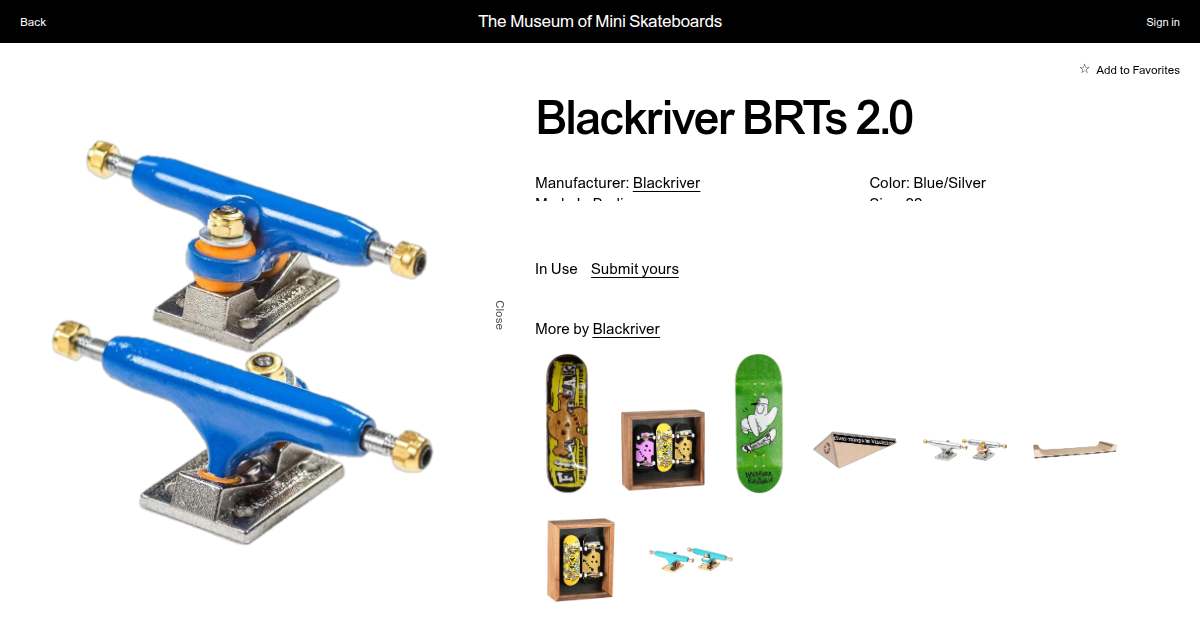 Back
The Museum of Mini Skateboards
Sign in
☆ Add to Favorites
Blackriver BRTs 2.0
Manufacturer: Blackriver
Color: Blue/Silver
In Use Submit yours
Close
More by Blackriver